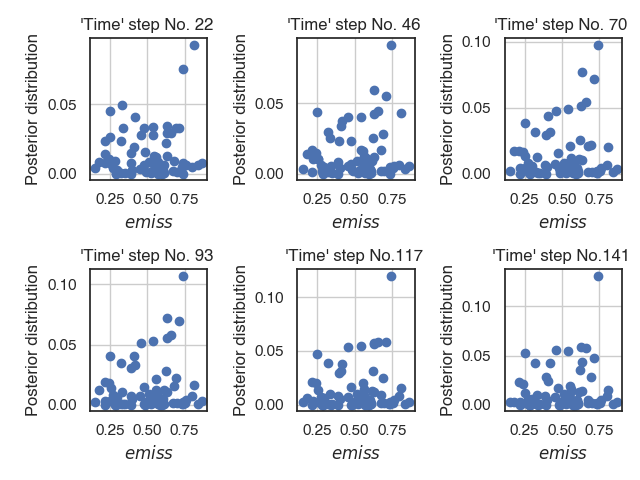 'Time' step No. 22
'Time' step No. 46
'Time' step No. 70
Posterior distribution
0.05
0.00
0.25 0.50 0.75
emiss
Posterior distribution
0.05
0.00
0.25 0.50 0.75
emiss
Posterior distribution
0.10
0.05
0.00
0.25 0.50 0.75
emiss
'Time' step No. 93
'Time' step No.117
'Time' step No.141
Posterior distribution
0.10
0.05
0.00
0.25 0.50 0.75
emiss
Posterior distribution
0.10
0.05
0.00
0.25 0.50 0.75
emiss
Posterior distribution
0.10
0.05
0.00
0.25 0.50 0.75
emiss